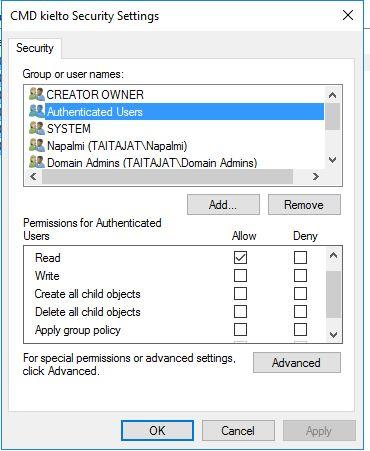 CMD kielto Security Settings
Security
Group or user names:
CREATOR OWNER
Authenticated Users
SYSTEM
Napalmi (TAITAJAT\Napalmi)
Domain Admins (TAITAJAT\Domain Admins)
Add...
Remove
Permissions for Authenticated
Users
Allow
Deny
Read
Write
Create all child objects
Delete all child objects
Apply group policy
For special permissions or advanced settings,
click Advanced.
Advanced
OK
Cancel
Apply